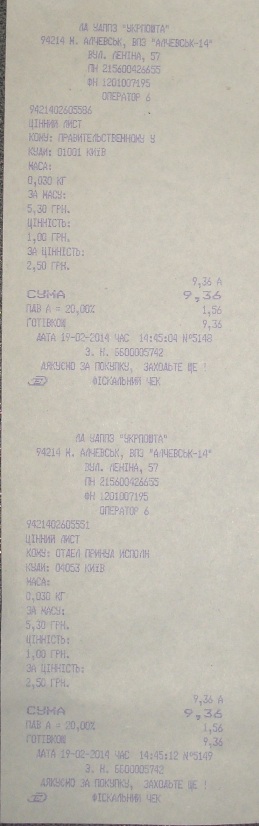 ЛА УДППЗ "УКРПОШТА"
94214 М. АЛЧЕВСЬК, ВПЗ "АЛЧЕВСЬК-14"
ВУЛ. ЛЕНІНА, 57
ПН 215600426655
ФН 1201007195
ОПЕРАТОР 6
9421402605506
ЦІННИЙ ЛИСТ
КОМУ: ПРАВИТЕЛЬСТВЕННОМУ У
КУДИ: 01001 КИЇВ
МАСА:
0,030 КГ
ЗА МАСУ:
5,30 ГРН.
ЦІННІСТЬ:
1,00 ГРН.
ЗА ЦІННІСТЬ:
2,50 ГРН.
9,36 А
СУМА 9,36
ПДВ А = 20,00% 1,56
ГОТІВКОЮ 9,36
ДАТА 19-02-2014 ЧАС 14:45:04 №5148
З. Н. 6600005742
ДЯКУЄМО ЗА ПОКУПКУ, ЗАХОДЬТЕ ЩЕ !
ФІСКАЛЬНИЙ ЧЕК
ЛА УДППЗ "УКРПОШТА"
94214 М. АЛЧЕВСЬК, ВПЗ "АЛЧЕВСЬК-14"
ВУЛ. ЛЕНІНА, 57
ПН 215600426655
ФН 1201007195
ОПЕРАТОР 6
9421402605551
ЦІННИЙ ЛИСТ
КОМУ: ОТДЕЛ ПРИНУД ИСПОЛН
КУДИ: 04053 КИЇВ
МАСА:
0,030 КГ
ЗА МАСУ:
5,30 ГРН.
ЦІННІСТЬ:
1,00 ГРН.
ЗА ЦІННІСТЬ:
2,50 ГРН.
9,36 А
СУМА 9,36
ПДВ А = 20,00% 1,56
ГОТІВКОЮ 9,36
ДАТА 19-02-2014 ЧАС 14:45:12 №5149
З. Н. 6600005742
ДЯКУЄМО ЗА ПОКУПКУ, ЗАХОДЬТЕ ЩЕ !
ФІСКАЛЬНИЙ ЧЕК